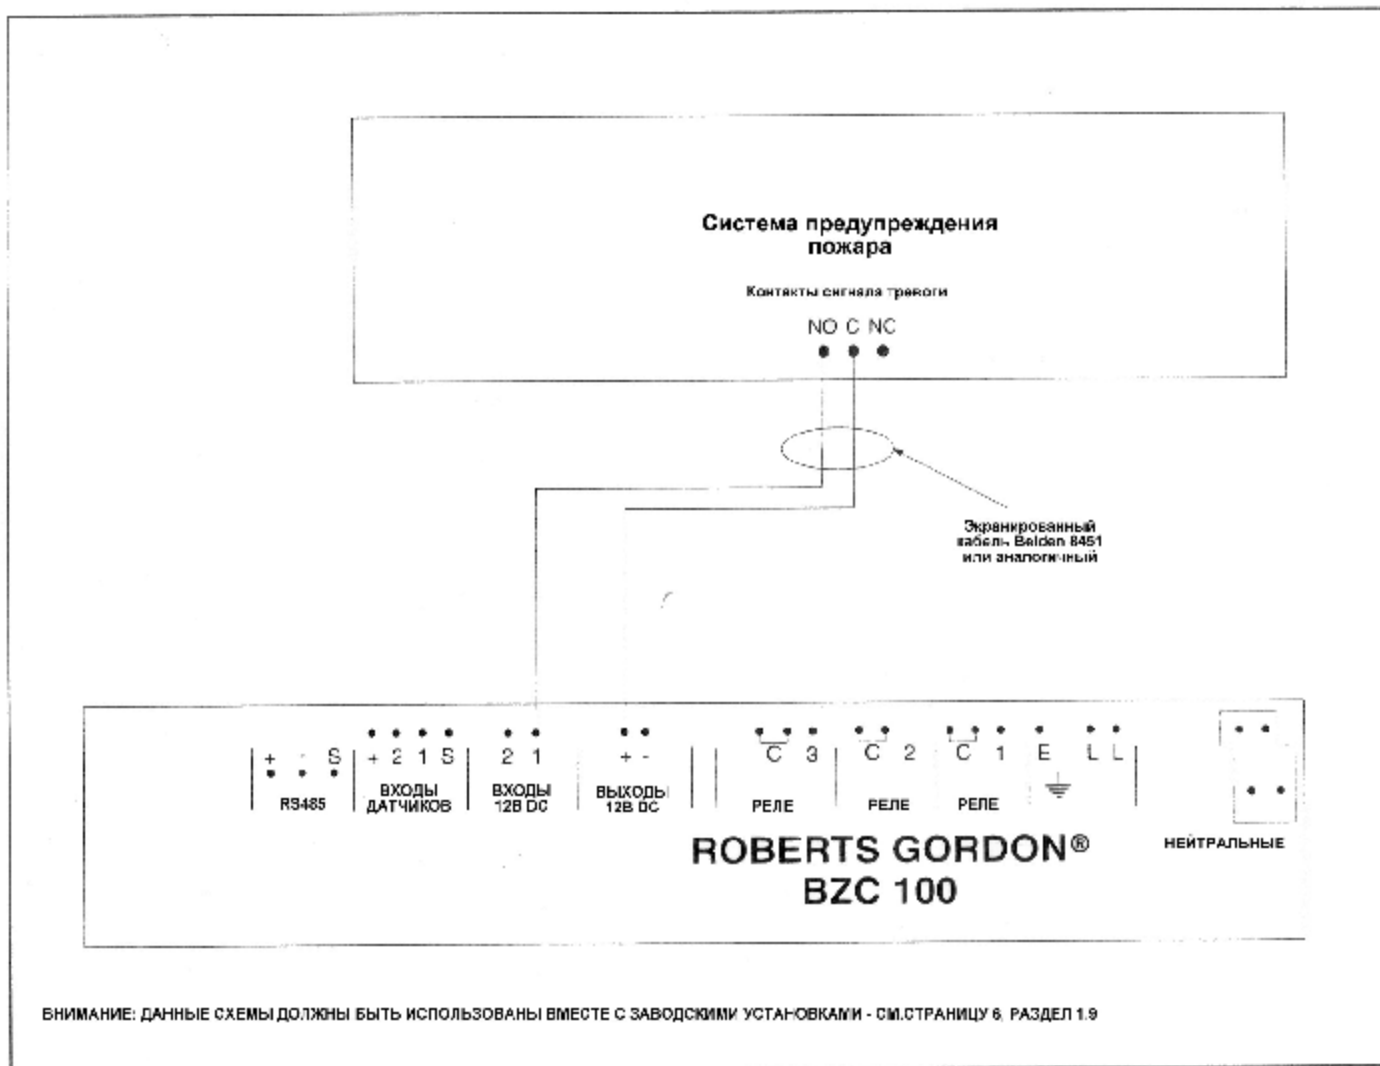 Система предупреждения
пожара
Контакты сигнала тревоги
NO C NC
Экранированный
кабель Belden 8451
или аналогичный
+ - S
+ 2 1 S
2 1
+ -
C 3
C 2
C 1
E
L L
RS485
ВХОДЫ
ДАТЧИКОВ
ВХОДЫ
12В DC
ВЫХОДЫ
12В DC
РЕЛЕ
РЕЛЕ
РЕЛЕ
НЕЙТРАЛЬНЫЕ
ROBERTS GORDON®
BZC 100
ВНИМАНИЕ: ДАННЫЕ СХЕМЫ ДОЛЖНЫ БЫТЬ ИСПОЛЬЗОВАНЫ ВМЕСТЕ С ЗАВОДСКИМИ УСТАНОВКАМИ - СМ.СТРАНИЦУ 6, РАЗДЕЛ 1.9